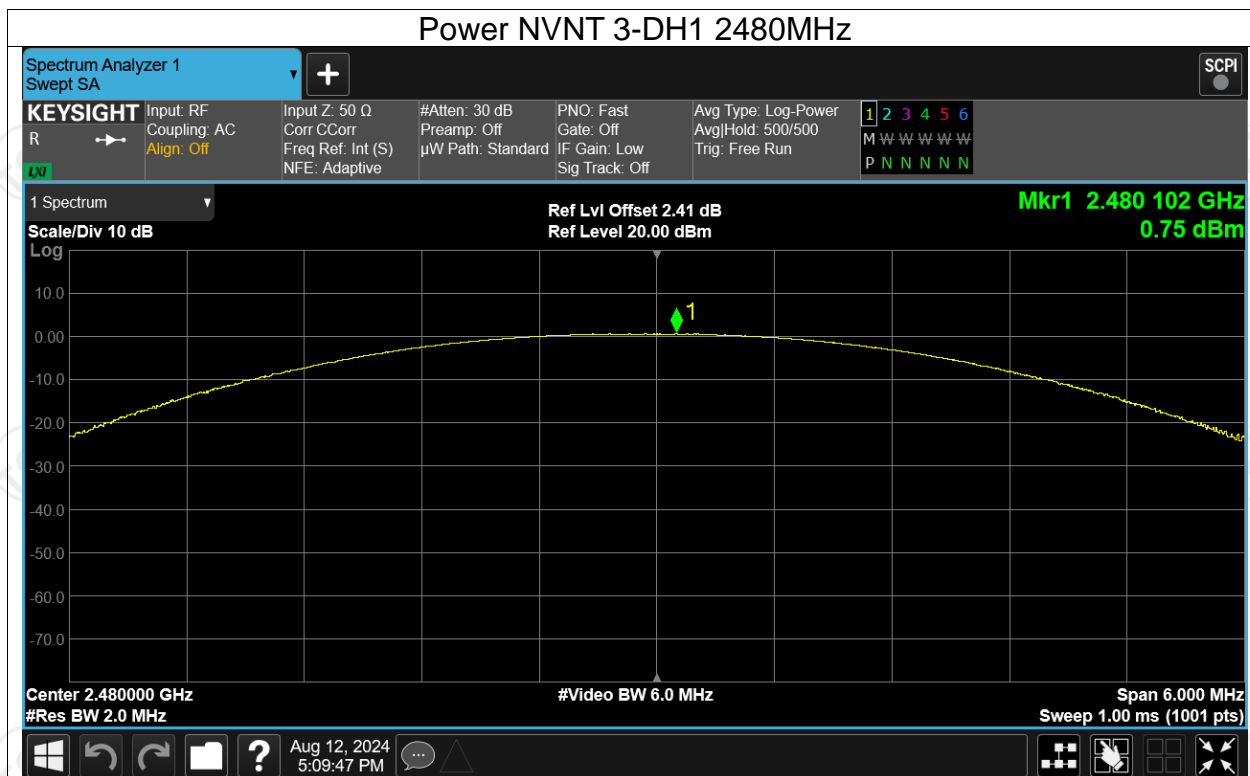 Power NVNT 3-DH1 2480MHz
Spectrum Analyzer 1
Swept SA
SCPI
KEYSIGHT
R
LXI
Input: RF
Coupling: AC
Align: Off
Input Z: 50 Ω
Corr CCorr
Freq Ref: Int (S)
NFE: Adaptive
#Atten: 30 dB
Preamp: Off
µW Path: Standard
PNO: Fast
Gate: Off
IF Gain: Low
Sig Track: Off
Avg Type: Log-Power
Avg|Hold: 500/500
Trig: Free Run
1 2 3 4 5 6
M W W W W W W
P N N N N N N
1 Spectrum
Scale/Div 10 dB
Ref Lvl Offset 2.41 dB
Ref Level 20.00 dBm
Mkr1 2.480 102 GHz
0.75 dBm
Log
10.0
0.00
-10.0
-20.0
-30.0
-40.0
-50.0
-60.0
-70.0
1
Center 2.480000 GHz
#Res BW 2.0 MHz
#Video BW 6.0 MHz
Span 6.000 MHz
Sweep 1.00 ms (1001 pts)
?
Aug 12, 2024
5:09:47 PM